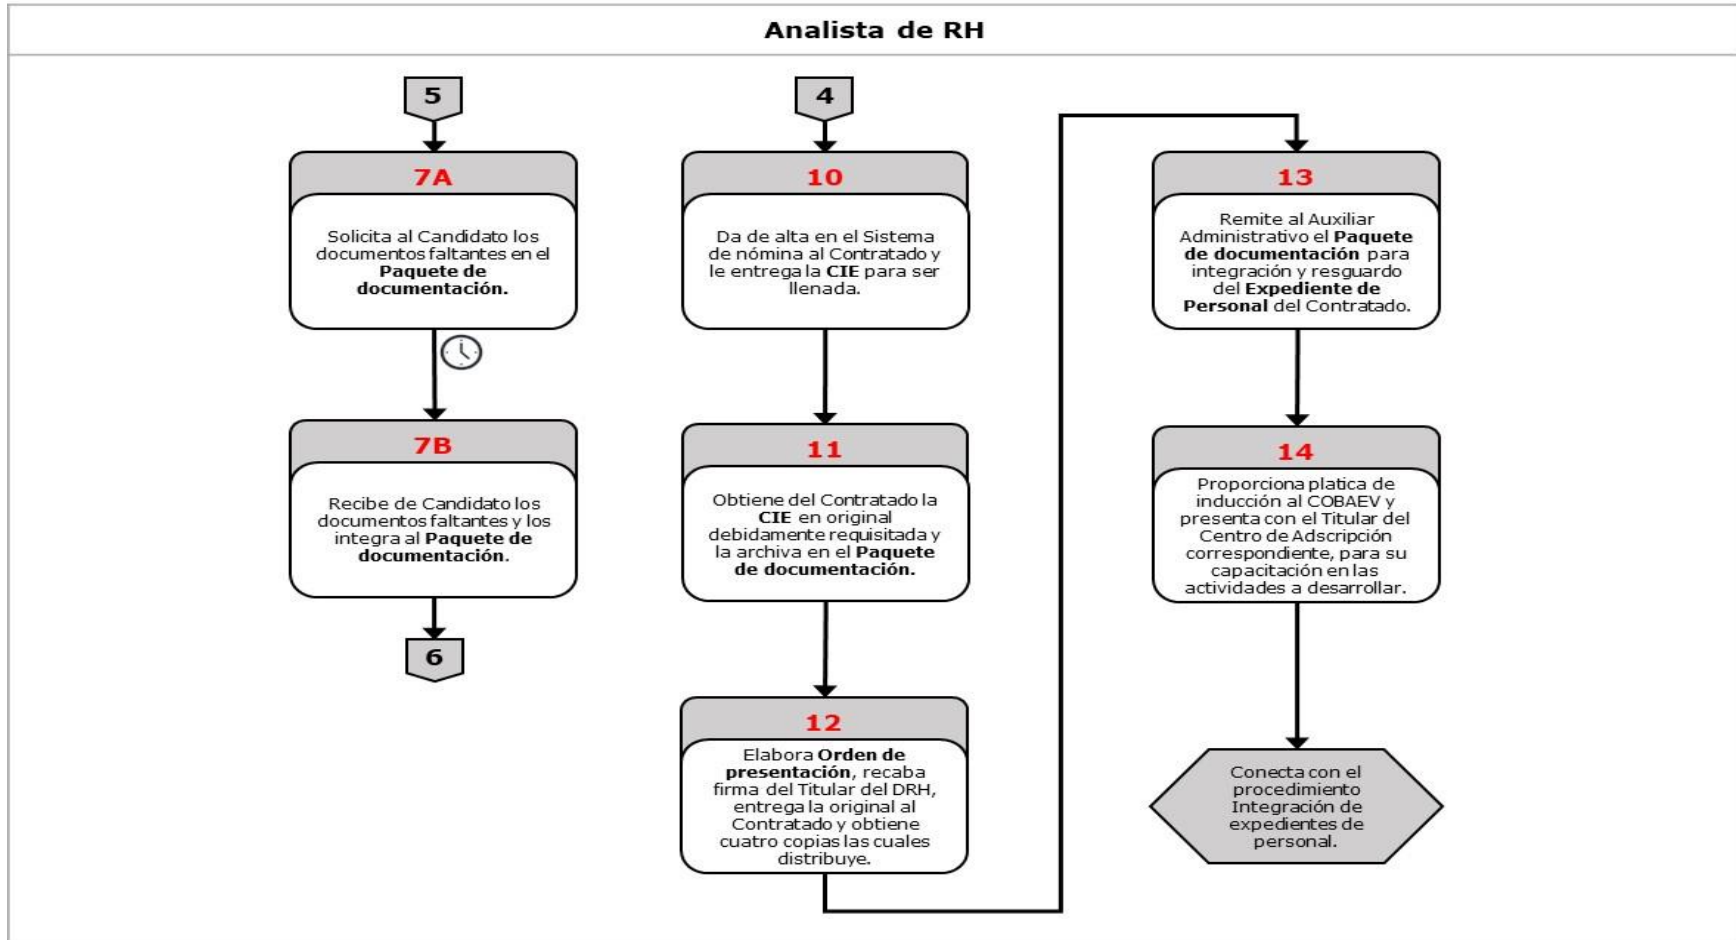 Analista de RH
5
7A
Solicita al Candidato los
documentos faltantes en el
Paquete de
documentación.
7B
Recibe de Candidato los
documentos faltantes y los
integra al Paquete de
documentación.
6
4
10
Da de alta en el Sistema
de nómina al Contratado y
le entrega la CIE para ser
llenada.
11
Obtiene del Contratado la
CIE en original
debidamente requisitada y
la archiva en el Paquete
de documentación.
12
Elabora Orden de
presentación, recaba
firma del Titular del DRH,
entrega la original al
Contratado y obtiene
cuatro copias las cuales
distribuye.
13
Remite al Auxiliar
Administrativo el Paquete
de documentación para
integración y resguardo
del Expediente de
Personal del Contratado.
14
Proporciona platica de
inducción al COBAEV y
presenta con el Titular del
Centro de Adscripción
correspondiente, para su
capacitación en las
actividades a desarrollar.
Conecta con el
procedimiento
Integración de
expedientes de
personal.